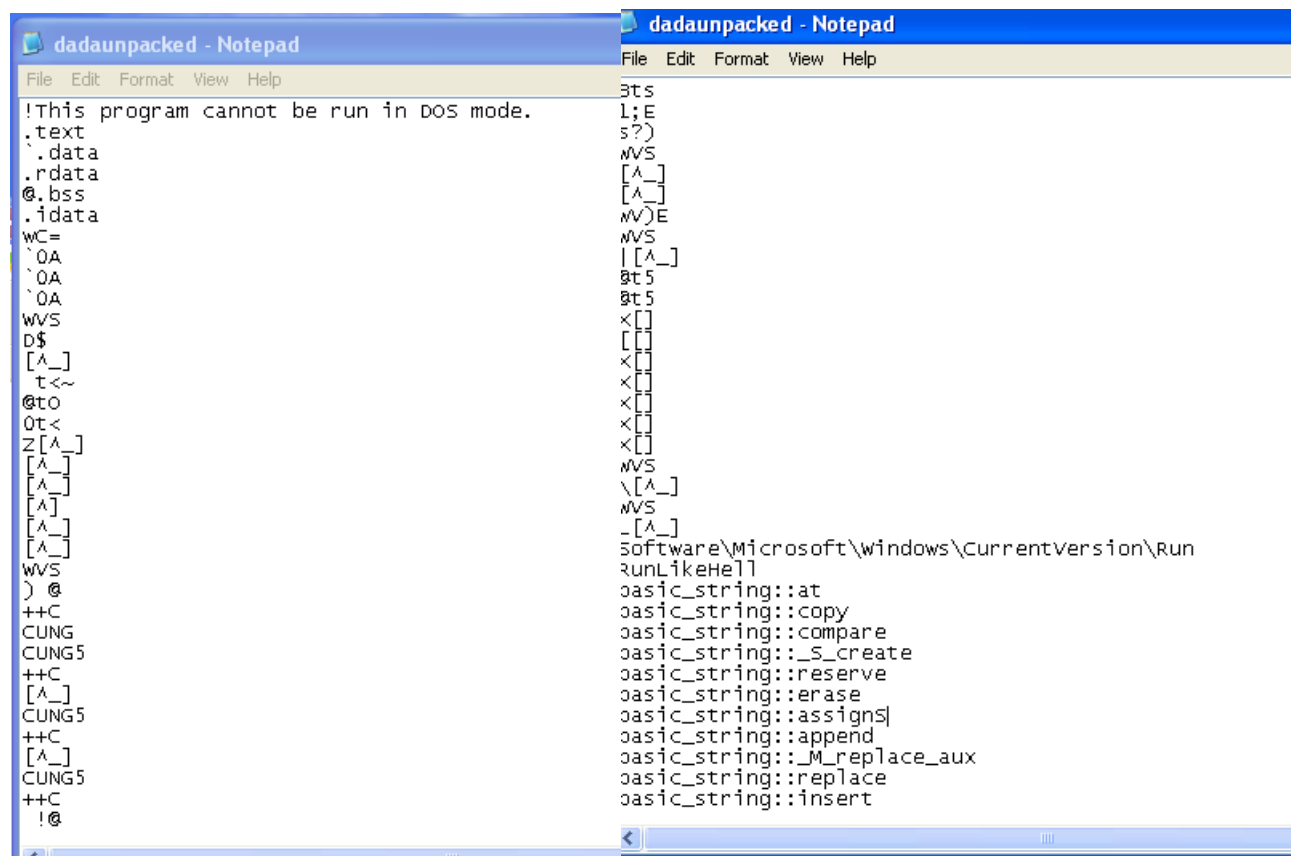 dadaunpacked - Notepad
File Edit Format View Help
!This program cannot be run in DOS mode.
.text
`.data
.rdata
@.bss
.idata
wC=
`0A
`0A
`0A
WVS
D$
[^_]
t<~
@tO
0t<
Z[^_]
[^_]
[^_]
[^]
[^_]
[^_]
WVS
) @
++C
CUNG
CUNG5
++C
[^_]
CUNG5
++C
[^_]
CUNG5
++C
!@
dadaunpacked - Notepad
File Edit Format View Help
Bts
l;E
s?)
WVS
[^_]
[^_]
WV)E
WVS
|[^_]
@t5
@t5
X[]
[[]
X[]
X[]
X[]
X[]
X[]
WVS
\[^_]
WVS
_[^_]
Software\Microsoft\Windows\CurrentVersion\Run
RunLikeHell
basic_string::at
basic_string::copy
basic_string::compare
basic_string::_S_create
basic_string::reserve
basic_string::erase
basic_string::assignS
basic_string::append
basic_string::_M_replace_aux
basic_string::replace
basic_string::insert